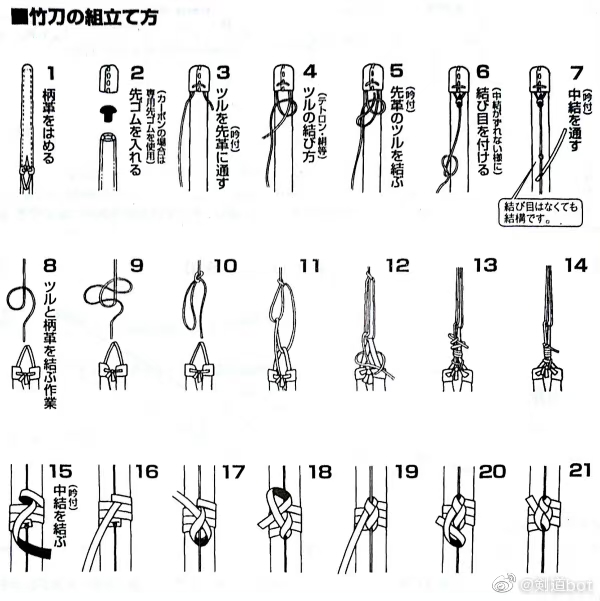 ■竹刀の組立て方
1
柄革をはめる
2
先ゴムを入れる
(カーボンの場合は
専用先ゴムを使用)
3
ツルを先革に通す
(吟付)
4
ツルの結び方
(テトロン・絹等)
5
先革のツルを結ぶ
(吟付)
6
結び目を付ける
(中結がずれない様に)
7
中結を通す
(吟付)
結び目はなくても
結構です。
8
ツルと柄革を結ぶ作業
9
10
11
12
13
14
15
中結を結ぶ
(吟付)
16
17
18
19
20
21
@剣道but